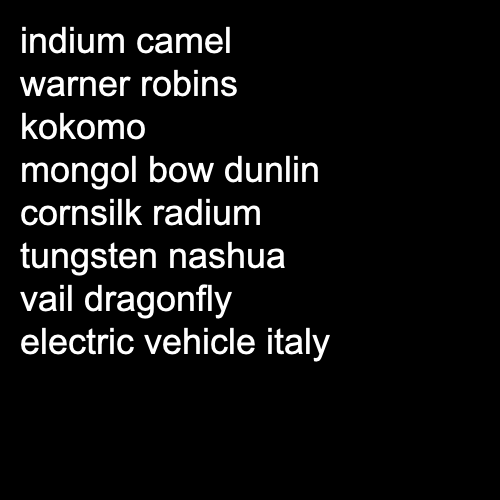 indium camel
warner robins
kokomo
mongol bow dunlin
cornsilk radium
tungsten nashua
vail dragonfly
electric vehicle italy